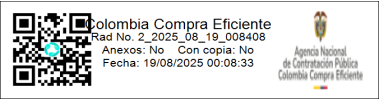 Colombia Compra Eficiente
Rad No. 2_2025_08_19_008408
Anexos: No Con copia: No
Fecha: 19/08/2025 00:08:33
Agencia Nacional
de Contratación Pública
Colombia Compra Eficiente